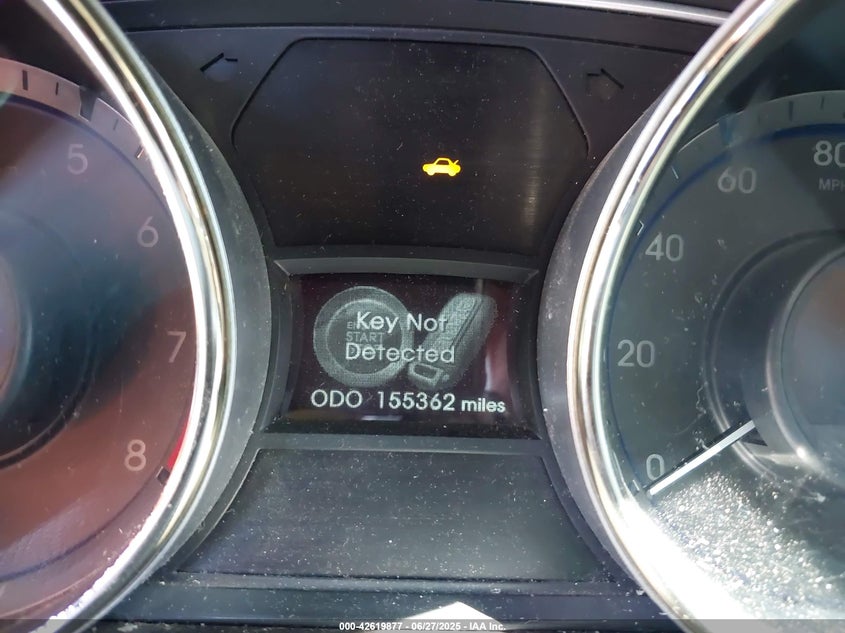 5
6
7
8
ENGINE
START
Key Not
Detected
ODO 155362 miles
80
MPH
60
40
20
0
000-42619877 - 06/27/2025 - IAA Inc.